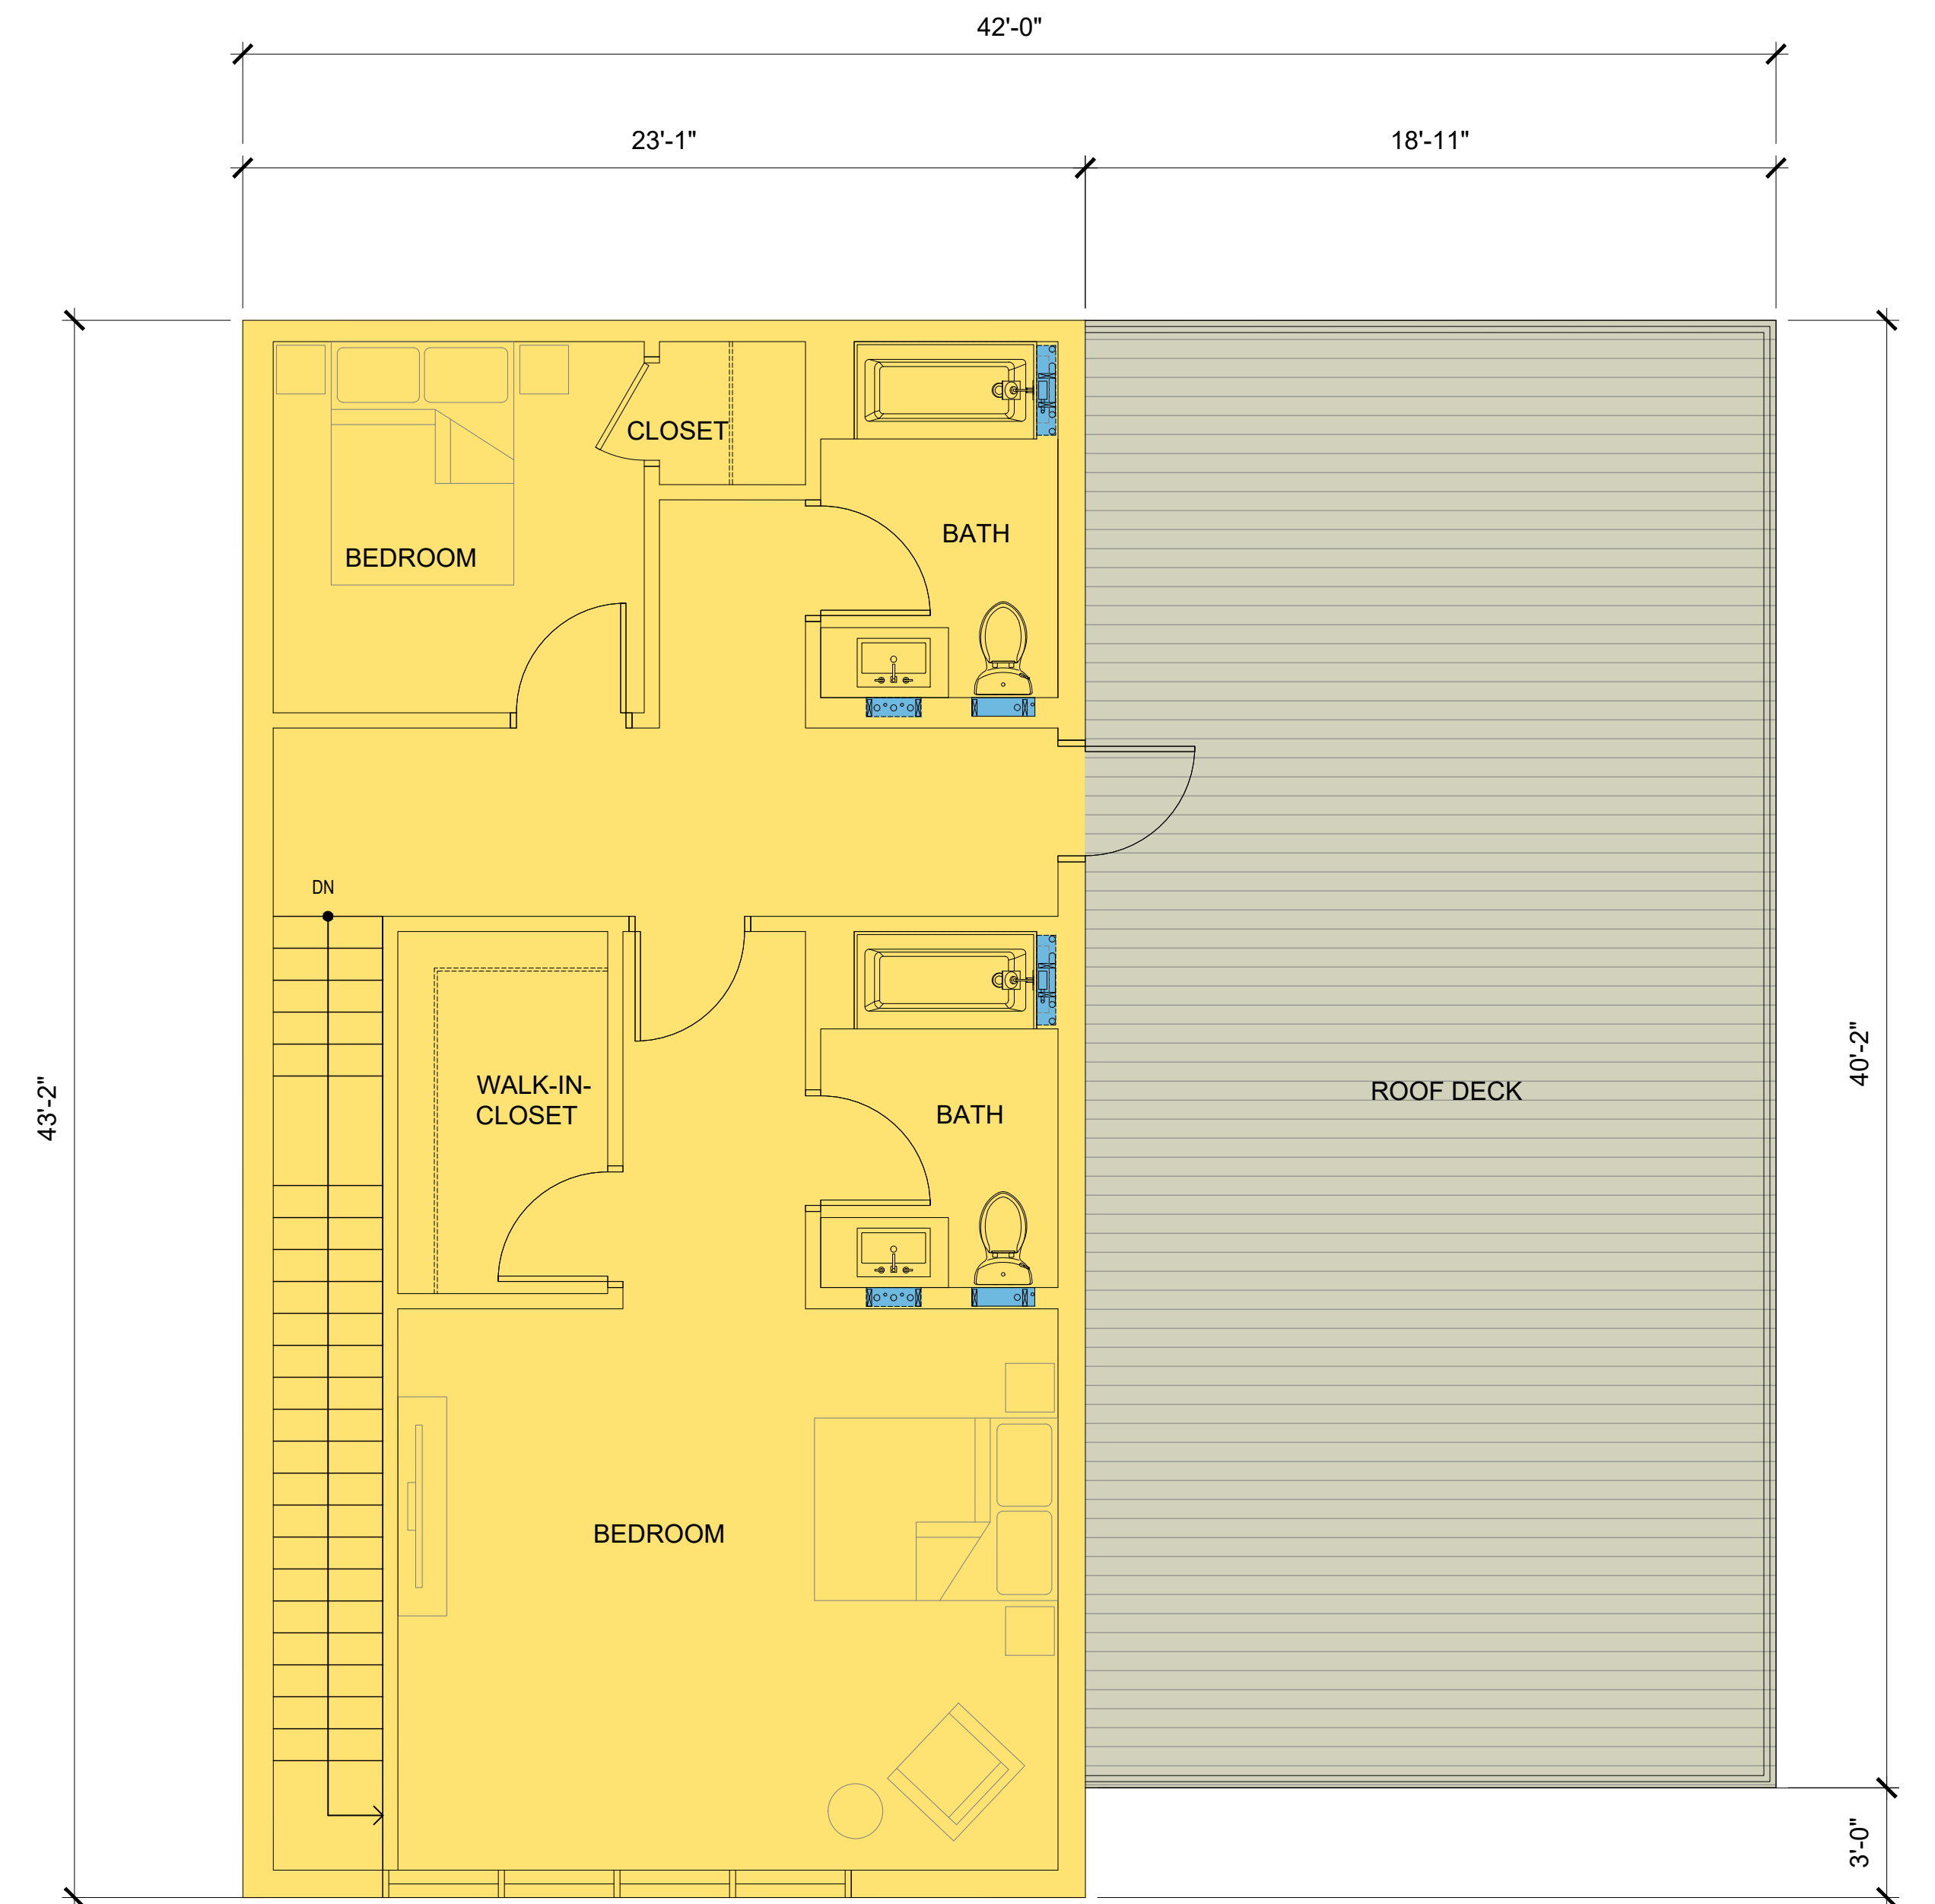 42'-0"
23'-1"
18'-11"
CLOSET
BATH
BEDROOM
DN
43'-2"
40'-2"
WALK-IN-
CLOSET
BATH
ROOF DECK
BEDROOM
3'-0"